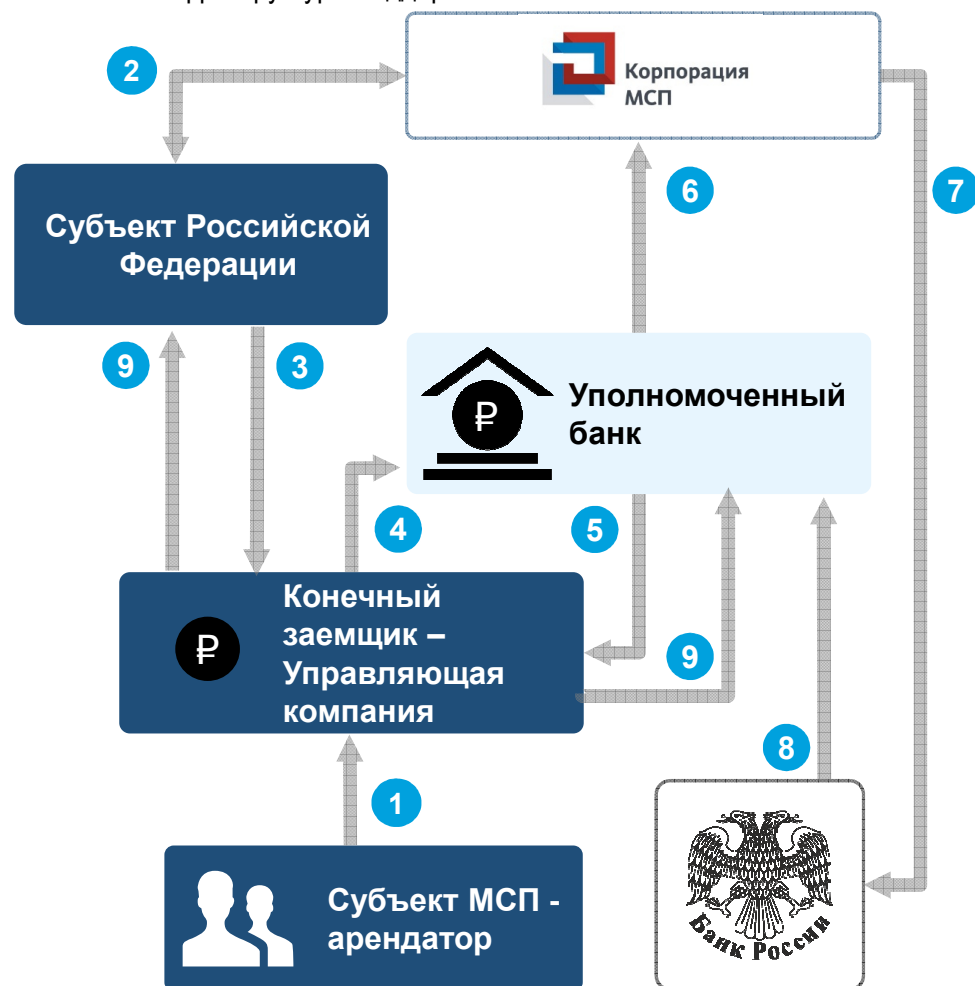 2
Корпорация
МСП
7
6
Субъект Российской
Федерации
9
3
₽
Уполномоченный
банк
4
5
₽
Конечный
заемщик –
Управляющая
компания
9
8
1
Субъект МСП -
арендатор
Банк России